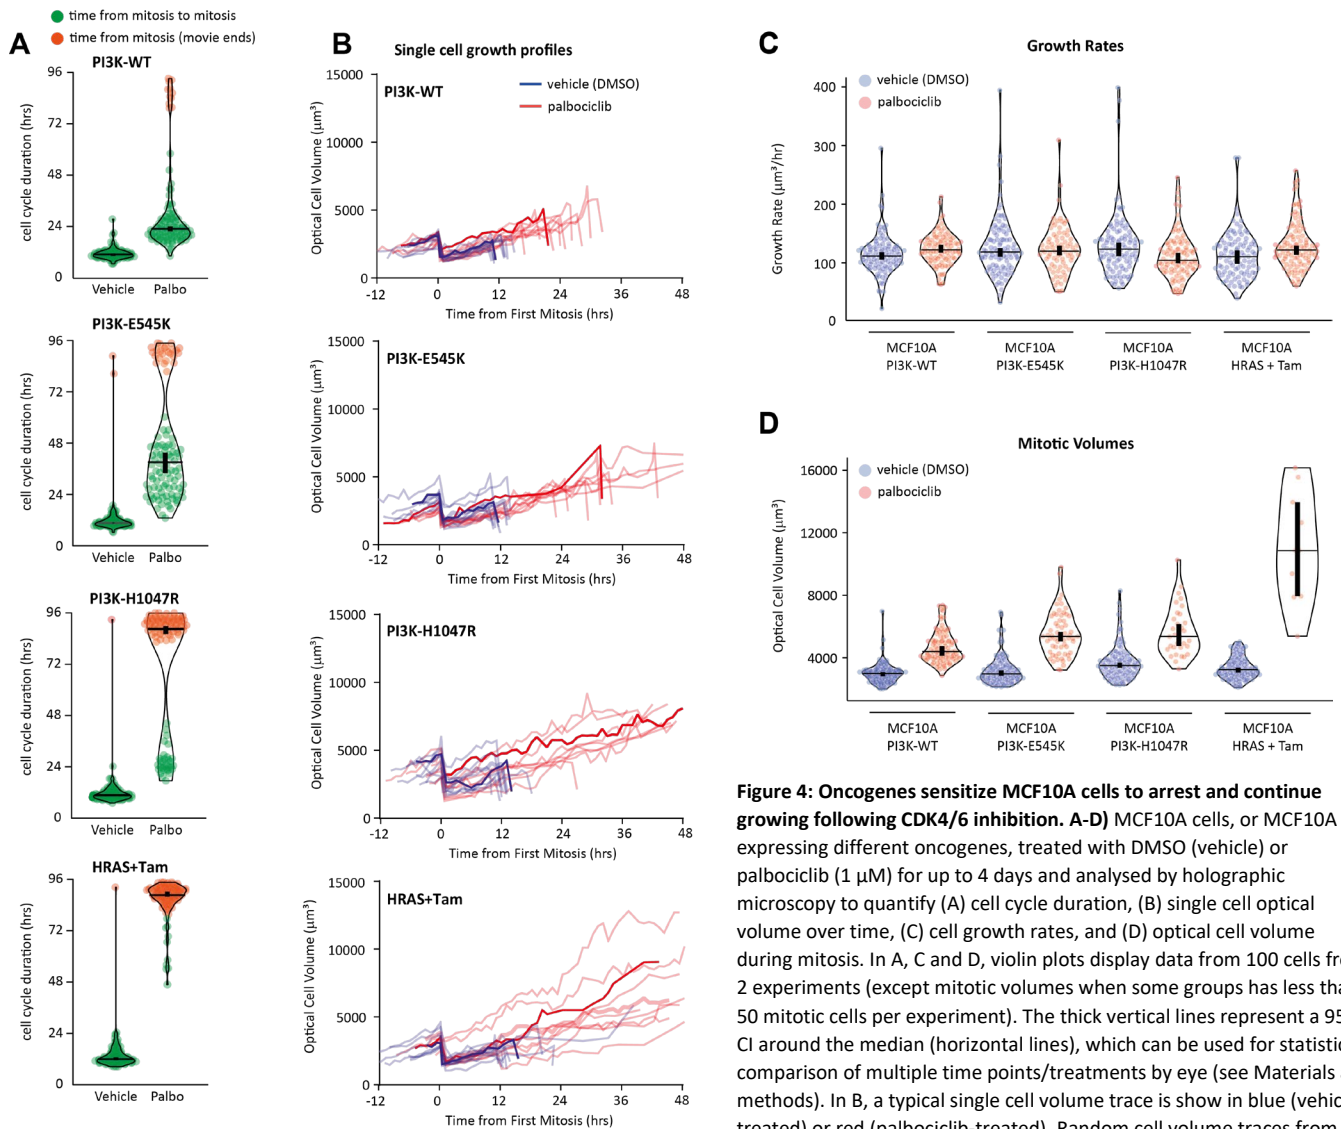 time from mitosis to mitosis
time from mitosis (movie ends)
A
PI3K-WT
cell cycle duration (hrs)
96
72
48
24
0
Vehicle Palbo
PI3K-E545K
cell cycle duration (hrs)
96
72
48
24
0
Vehicle Palbo
PI3K-H1047R
cell cycle duration (hrs)
96
72
48
24
0
Vehicle Palbo
HRAS+Tam
cell cycle duration (hrs)
96
72
48
24
0
Vehicle Palbo
B
Single cell growth profiles
PI3K-WT
vehicle (DMSO)
palbociclib
Optical Cell Volume (µm³)
15000
10000
5000
0
-12 0 12 24 36 48
Time from First Mitosis (hrs)
PI3K-E545K
Optical Cell Volume (µm³)
15000
10000
5000
0
-12 0 12 24 36 48
Time from First Mitosis (hrs)
PI3K-H1047R
Optical Cell Volume (µm³)
15000
10000
5000
0
-12 0 12 24 36 48
Time from First Mitosis (hrs)
HRAS+Tam
Optical Cell Volume (µm³)
15000
10000
5000
0
-12 0 12 24 36 48
Time from First Mitosis (hrs)
C
Growth Rates
vehicle (DMSO)
palbociclib
Growth Rate (µm³/hr)
400
300
200
100
0
MCF10A MCF10A MCF10A MCF10A
PI3K-WT PI3K-E545K PI3K-H1047R HRAS + Tam
D
Mitotic Volumes
vehicle (DMSO)
palbociclib
Optical Cell Volume (µm³)
16000
12000
8000
4000
MCF10A MCF10A MCF10A MCF10A
PI3K-WT PI3K-E545K PI3K-H1047R HRAS + Tam
Figure 4: Oncogenes sensitize MCF10A cells to arrest and continue
growing following CDK4/6 inhibition. A-D) MCF10A cells, or MCF10A
expressing different oncogenes, treated with DMSO (vehicle) or
palbociclib (1 µM) for up to 4 days and analysed by holographic
microscopy to quantify (A) cell cycle duration, (B) single cell optical
volume over time, (C) cell growth rates, and (D) optical cell volume
during mitosis. In A, C and D, violin plots display data from 100 cells
2 experiments (except mitotic volumes when some groups has less
50 mitotic cells per experiment). The thick vertical lines represent a
CI around the median (horizontal lines), which can be used for
comparison of multiple time points/treatments by eye (see Materials
methods). In B, a typical single cell volume trace is show in blue
treated) or red (palbociclib-treated). Random cell volume traces from